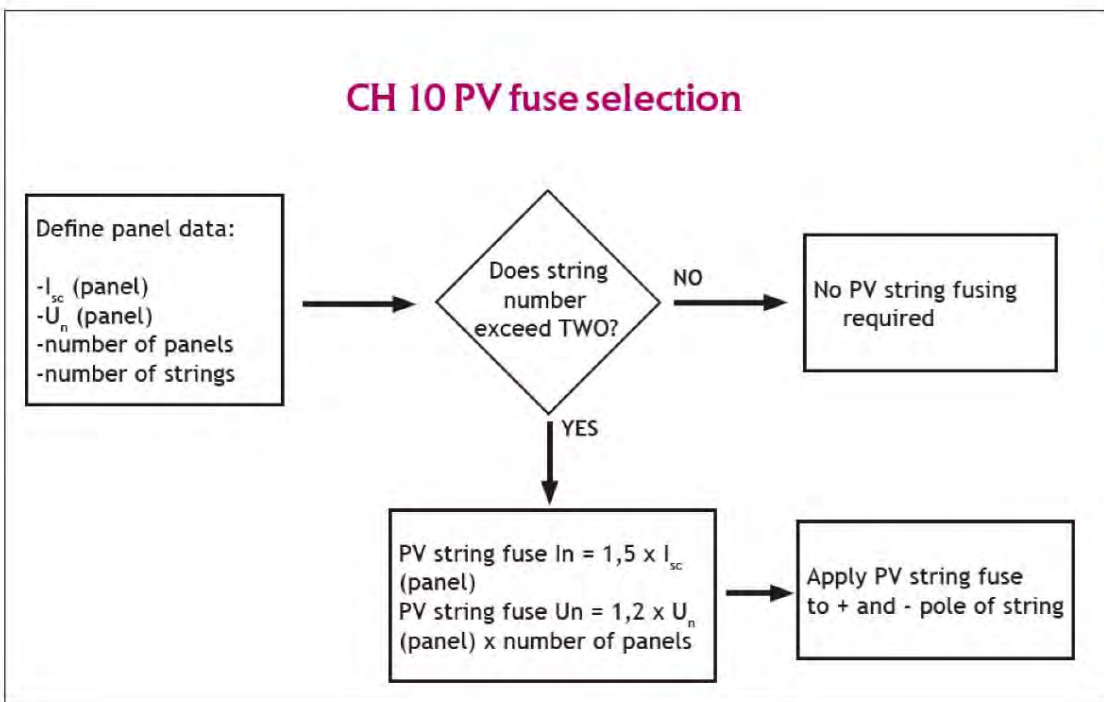 CH 10 PV fuse selection
Define panel data:
-Isc (panel)
-Un (panel)
-number of panels
-number of strings
Does string
number
exceed TWO?
NO
No PV string fusing
required
YES
PV string fuse In = 1,5 x Isc
(panel)
PV string fuse Un = 1,2 x Un
(panel) x number of panels
Apply PV string fuse
to + and - pole of string